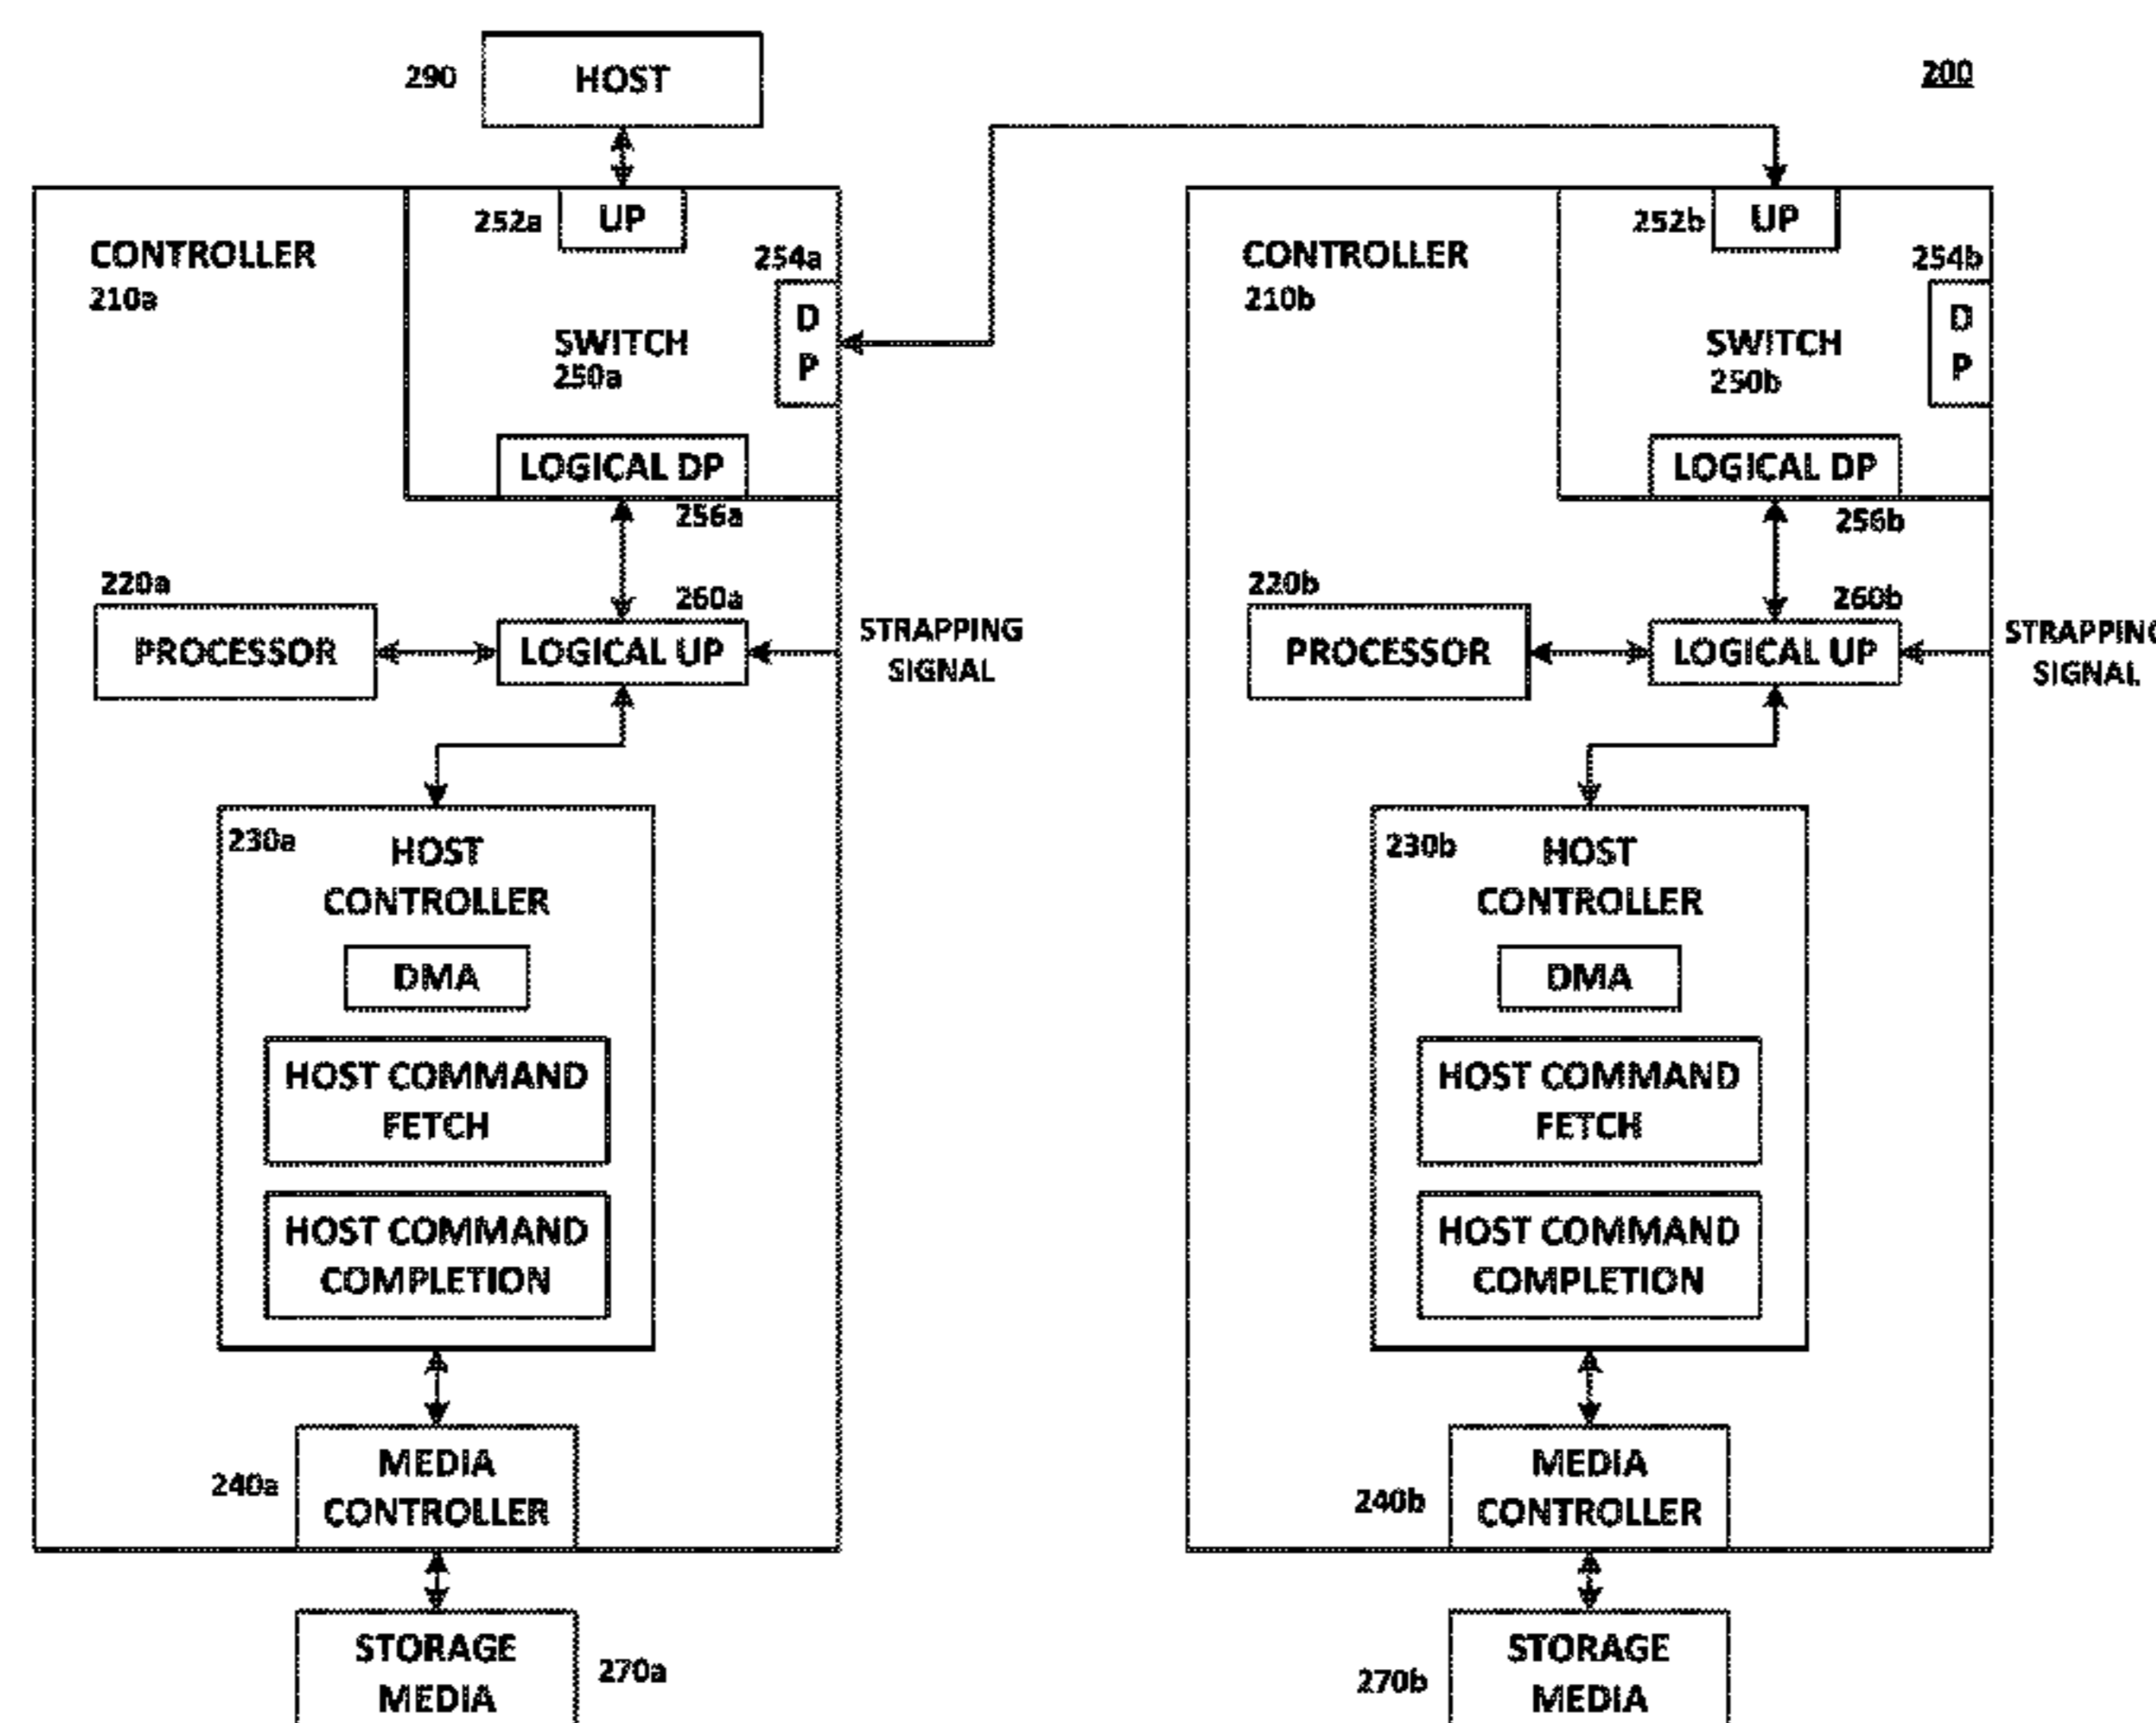 290
HOST
200
252a
UP
CONTROLLER
210a
254a
D
P
SWITCH
250a
LOGICAL DP
256a
220a
260a
PROCESSOR
LOGICAL UP
STRAPPING
SIGNAL
230a
HOST
CONTROLLER
DMA
HOST COMMAND
FETCH
HOST COMMAND
COMPLETION
240a
MEDIA
CONTROLLER
STORAGE
MEDIA
270a
252b
UP
CONTROLLER
210b
254b
D
P
SWITCH
250b
LOGICAL DP
256b
220b
260b
PROCESSOR
LOGICAL UP
STRAPPING
SIGNAL
230b
HOST
CONTROLLER
DMA
HOST COMMAND
FETCH
HOST COMMAND
COMPLETION
240b
MEDIA
CONTROLLER
270b
STORAGE
MEDIA